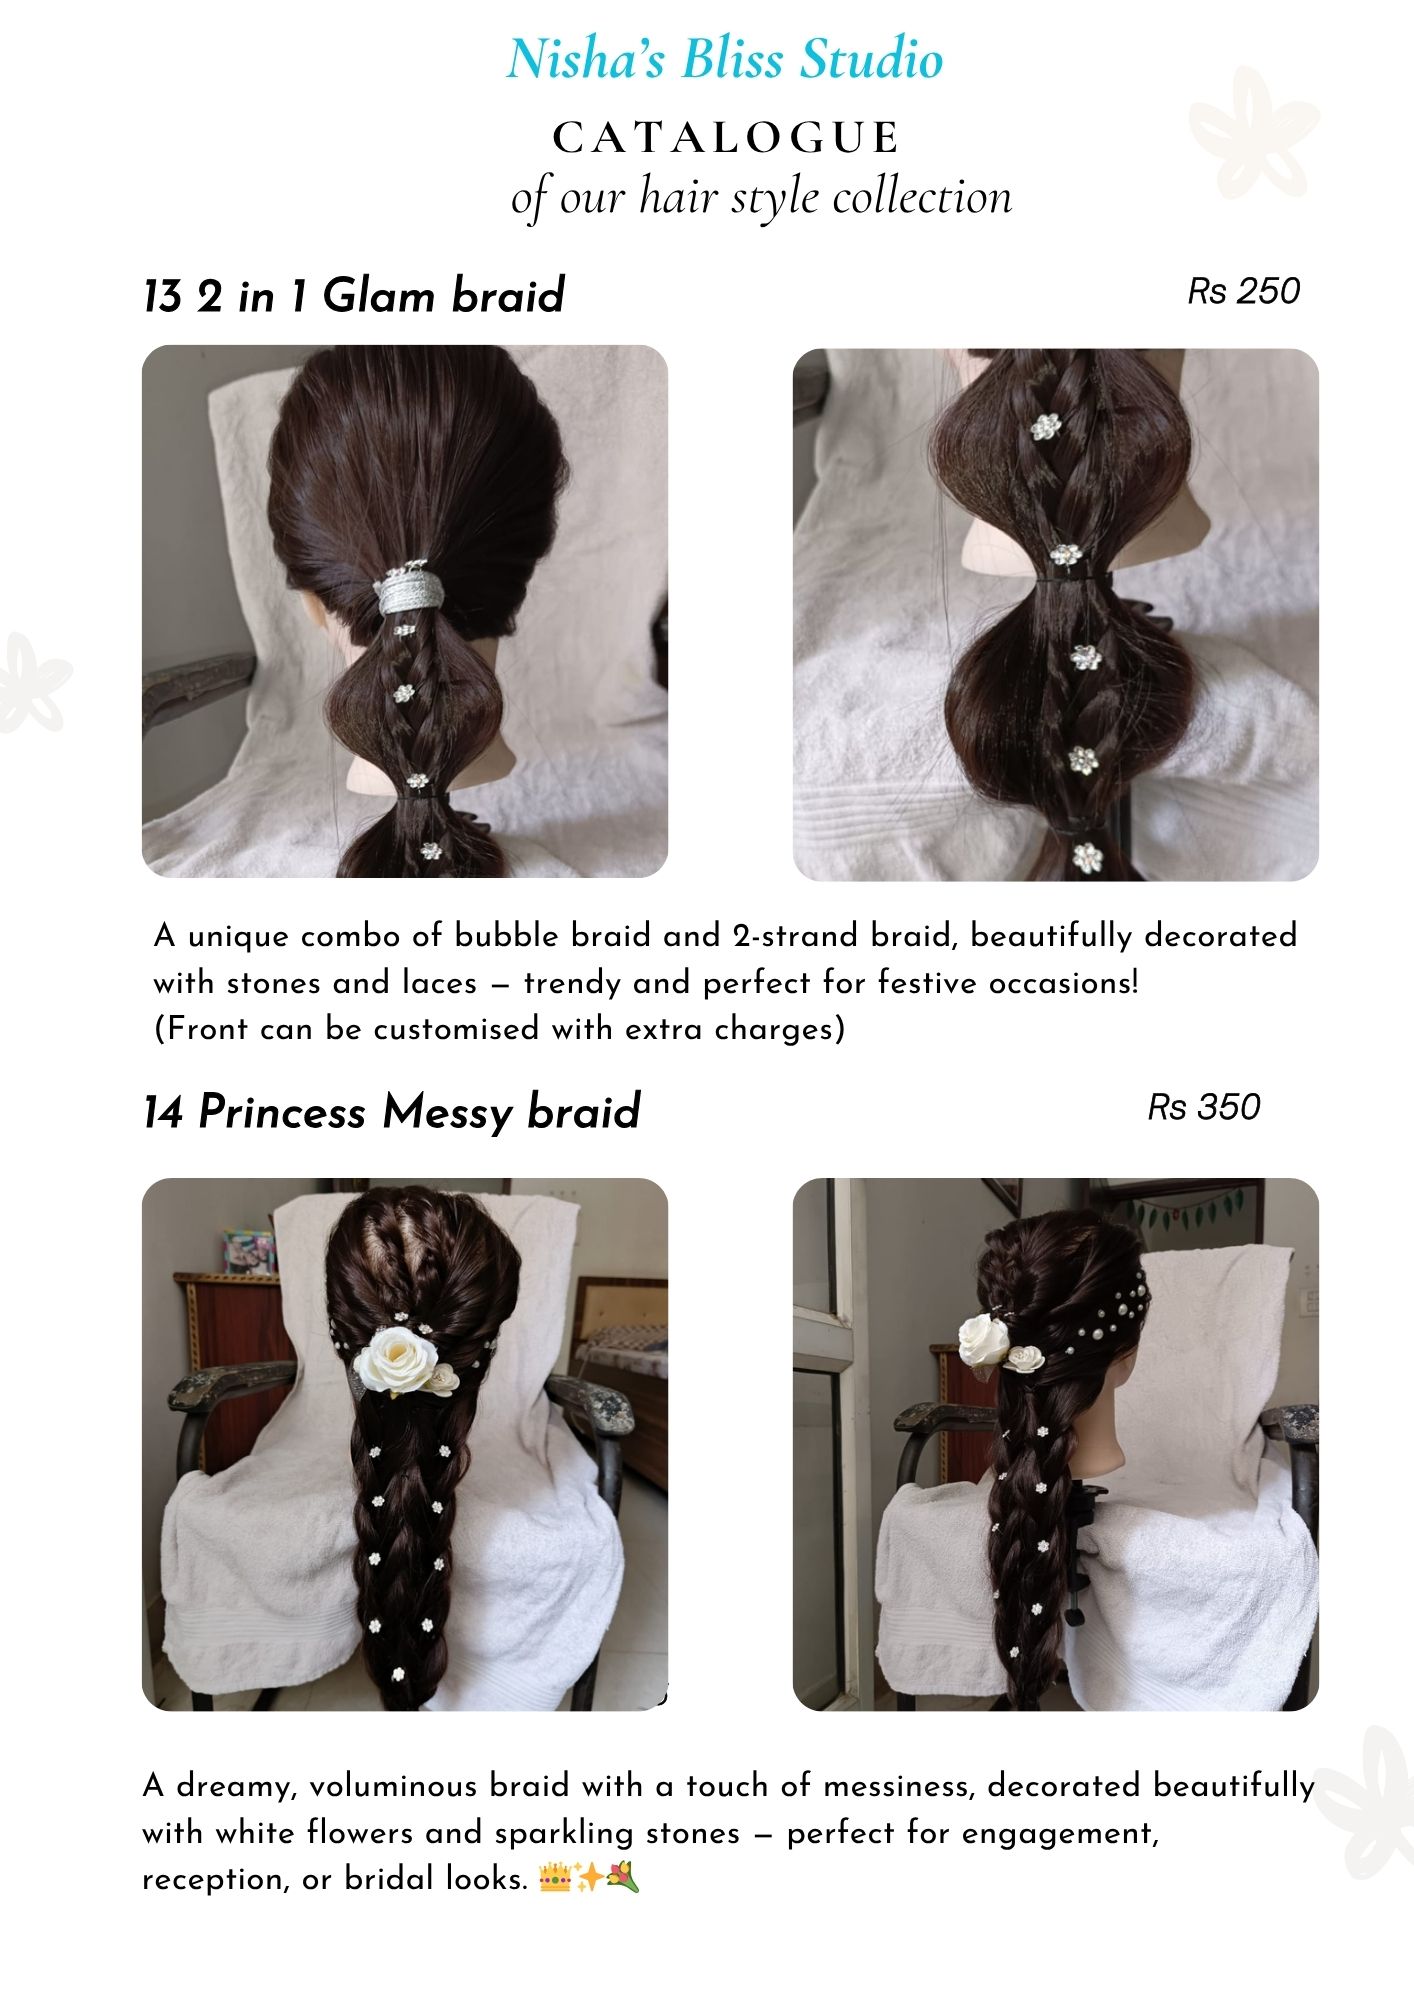 Nisha's Bliss Studio
CATALOGUE
of our hair style collection
13 2 in 1 Glam braid
Rs 250
A unique combo of bubble braid and 2-strand braid, beautifully decorated
with stones and laces – trendy and perfect for festive occasions!
(Front can be customised with extra charges)
14 Princess Messy braid
Rs 350
A dreamy, voluminous braid with a touch of messiness, decorated beautifully
with white flowers and sparkling stones – perfect for engagement,
reception, or bridal looks. 👑✨💐